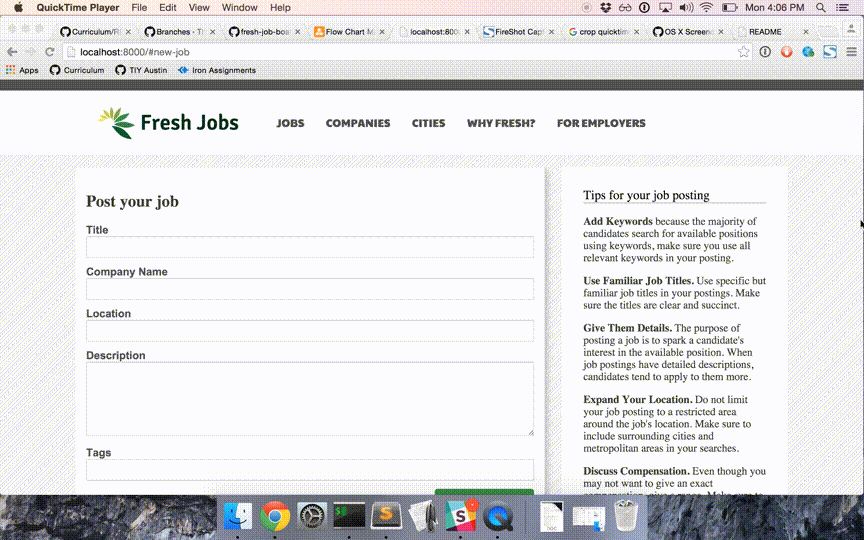 QuickTime Player File Edit View Window Help
Mon 4:06 PM
Curriculum/R
Branches · T
fresh-job-boa
Flow Chart M
localhost:800
FireShot Capt
crop quicktim
OS X Screenc
README
localhost:8000/#new-job
Apps Curriculum TIY Austin Iron Assignments
Fresh Jobs
JOBS COMPANIES CITIES WHY FRESH? FOR EMPLOYERS
Post your job
Title
Company Name
Location
Description
Tags
Tips for your job posting
Add Keywords because the majority of
candidates search for available positions
using keywords, make sure you use all
relevant keywords in your posting.
Use Familiar Job Titles. Use specific but
familiar job titles in your postings. Make
sure the titles are clear and succinct.
Give Them Details. The purpose of
posting a job is to spark a candidate's
interest in the available position. When
job postings have detailed descriptions,
candidates tend to apply to them more.
Expand Your Location. Do not limit
your job posting to a restricted area
around the job's location. Make sure to
include surrounding cities and
metropolitan areas in your searches.
Discuss Compensation. Even though you
may not want to give an exact